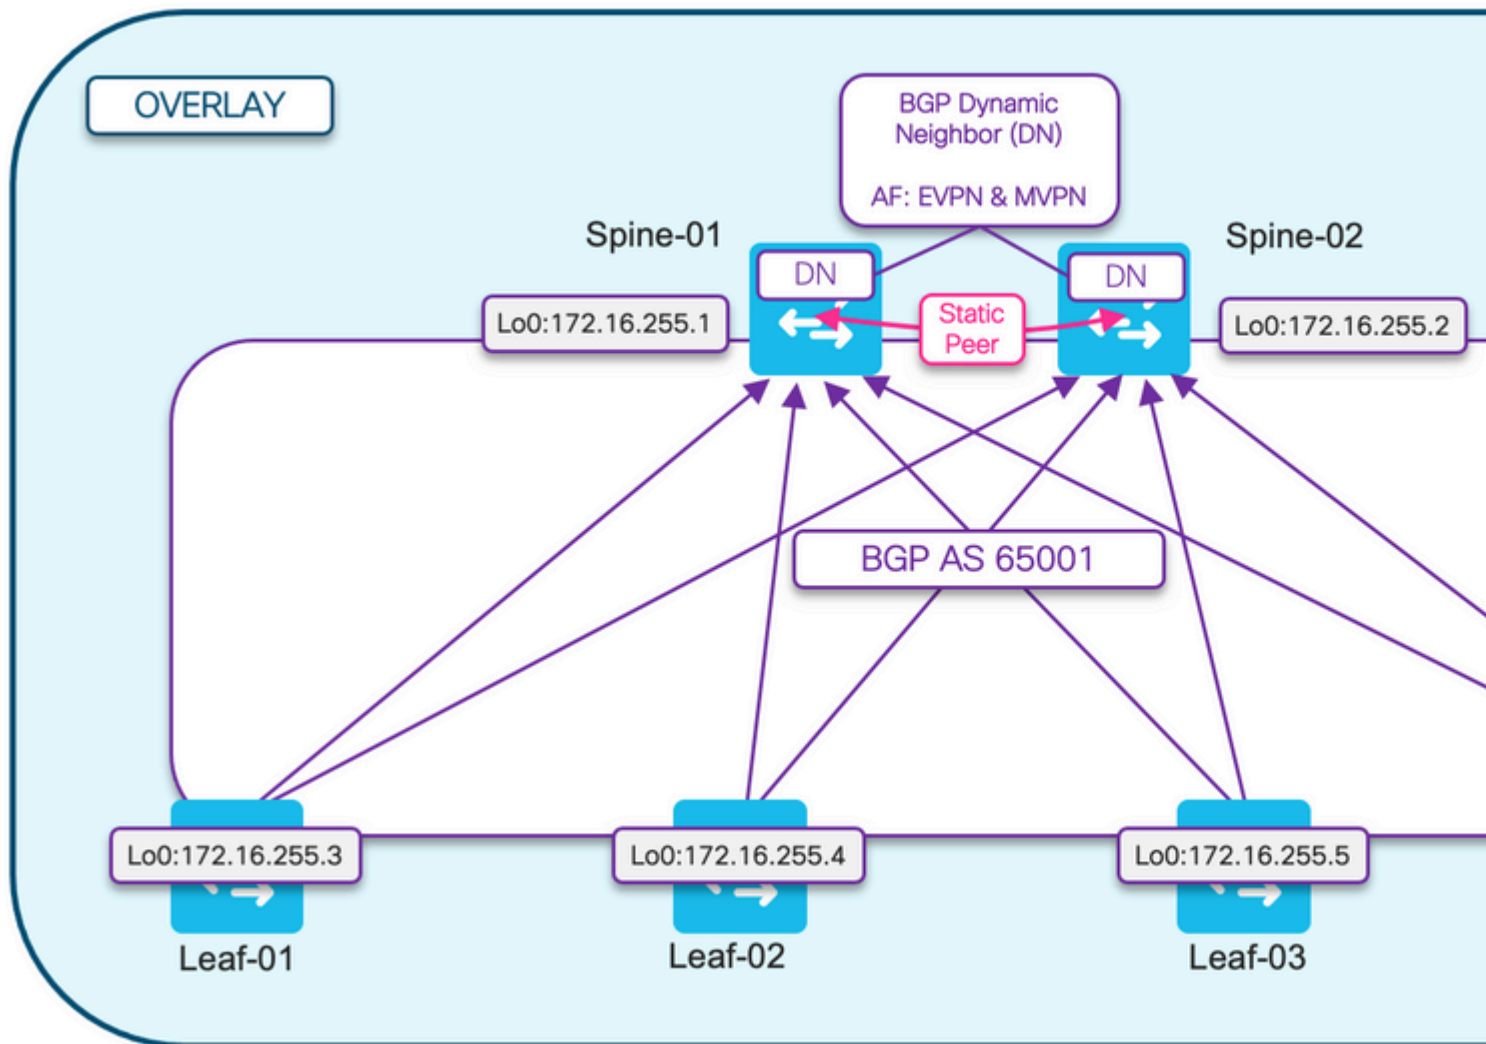 OVERLAY
BGP Dynamic
Neighbor (DN)
AF: EVPN & MVPN
Spine-01
Spine-02
DN
DN
Lo0:172.16.255.1
Static
Peer
Lo0:172.16.255.2
BGP AS 65001
Lo0:172.16.255.3
Lo0:172.16.255.4
Lo0:172.16.255.5
Leaf-01
Leaf-02
Leaf-03